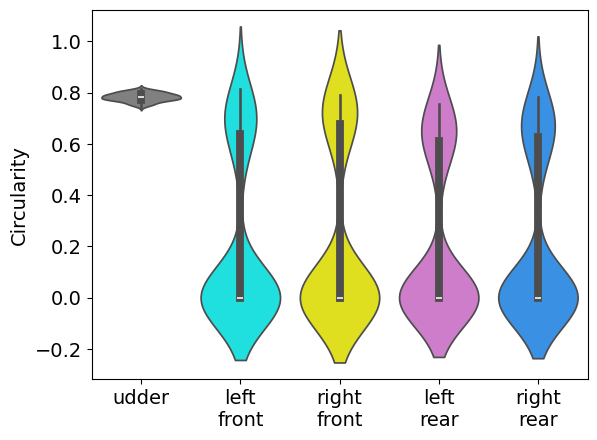 1.0
0.8
0.6
0.4
0.2
0.0
−0.2
Circularity
udder
left
front
right
front
left
rear
right
rear